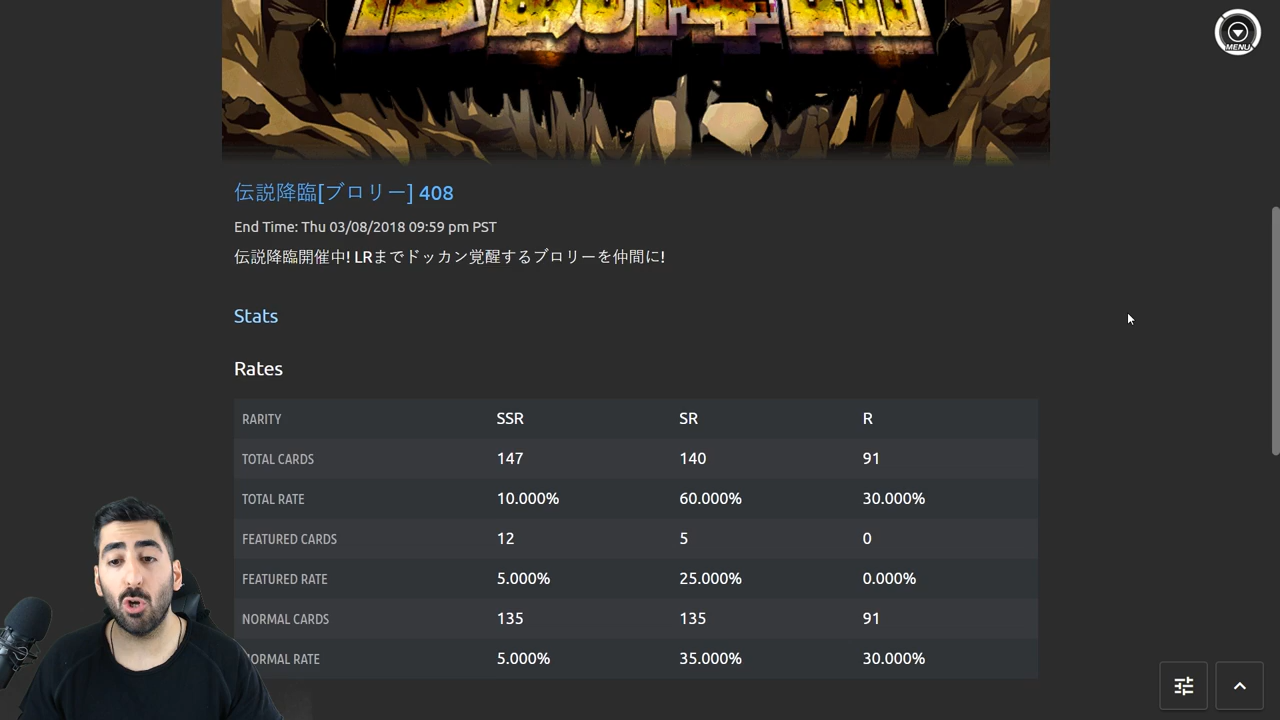 MENU
伝説降臨[ブロリー] 408
End Time: Thu 03/08/2018 09:59 pm PST
伝説降臨開催中! LRまでドッカン覚醒するブロリーを仲間に!
Stats
Rates
RARITY SSR SR R
TOTAL CARDS 147 140 91
TOTAL RATE 10.000% 60.000% 30.000%
FEATURED CARDS 12 5 0
FEATURED RATE 5.000% 25.000% 0.000%
NORMAL CARDS 135 135 91
ORMAL RATE 5.000% 35.000% 30.000%